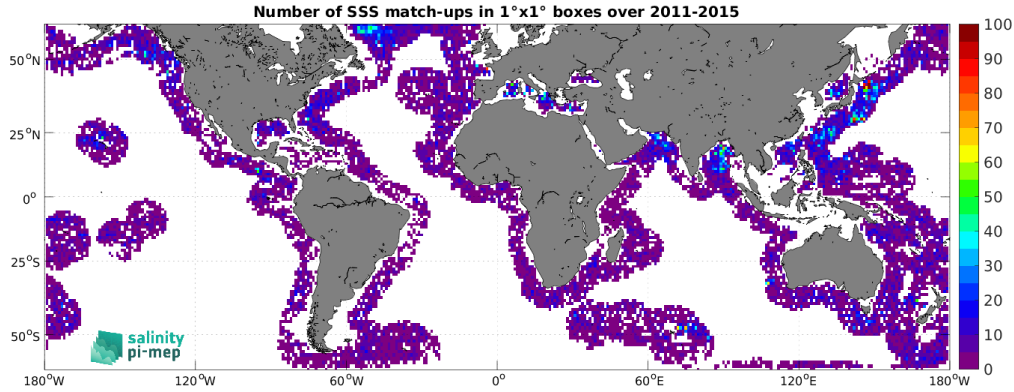 Number of SSS match-ups in 1°x1° boxes over 2011-2015
50°N
25°N
0°
25°S
50°S
180°W
120°W
60°W
0°
60°E
120°E
180°W
100
90
80
70
60
50
40
30
20
10
0
salinity
pi-mep